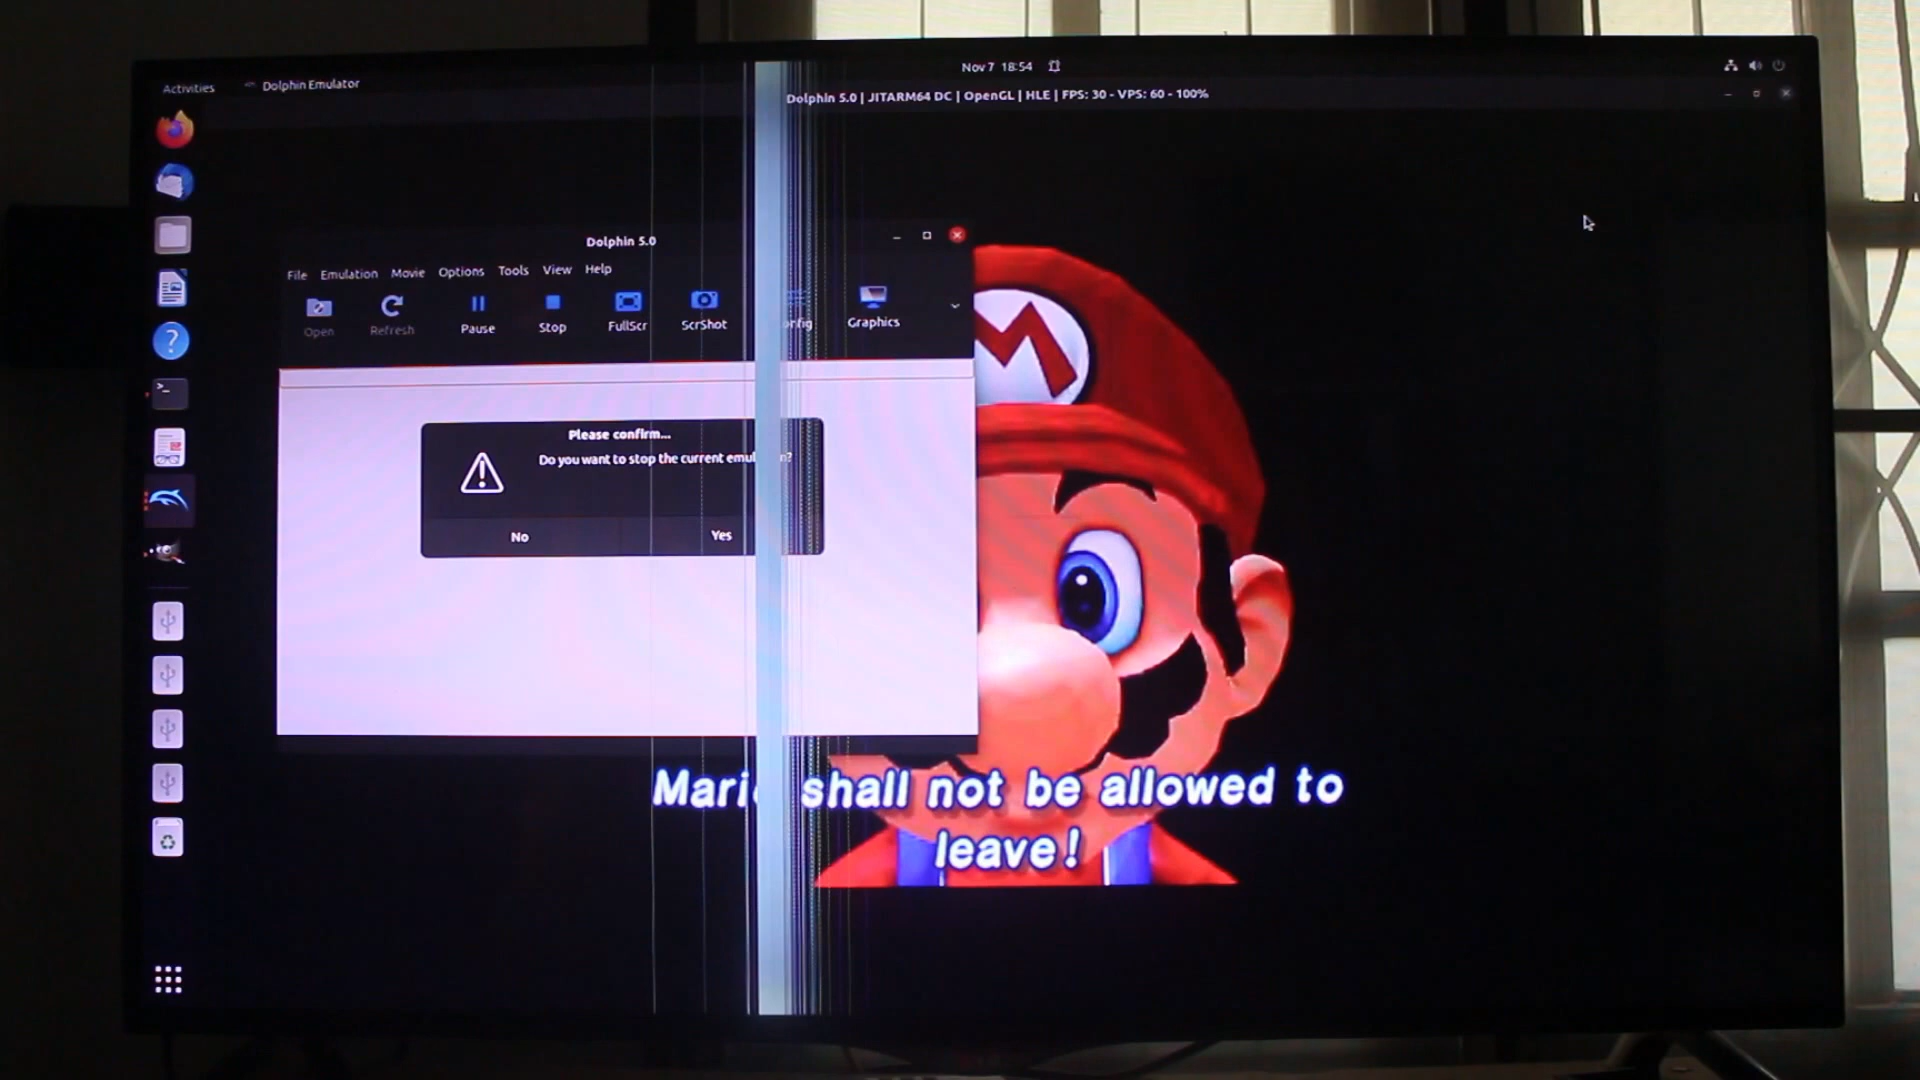 Nov 7 18:54
Activities Dolphin Emulator
Dolphin 5.0 | JITARM64 DC | OpenGL | HLE | FPS: 30 - VPS: 60 - 100%
Dolphin 5.0
File Emulation Movie Options Tools View Help
Open Refresh Pause Stop FullScr ScrShot nfig Graphics
Please confirm...
Do you want to stop the current emul n?
No Yes
M
Mari shall not be allowed to
leave!